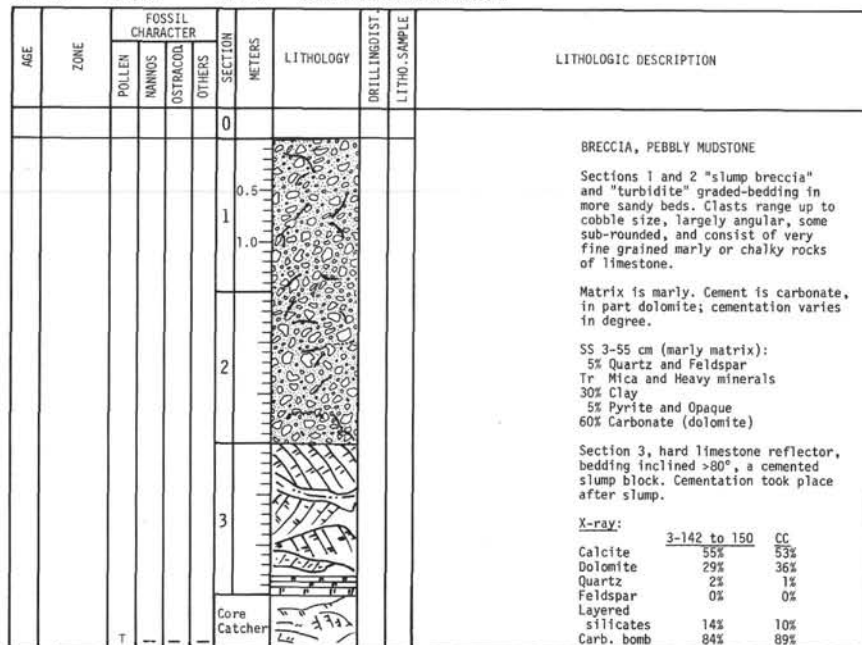 FOSSIL
CHARACTER
AGE
ZONE
POLLEN
NANNOS
OSTRACOD.
OTHERS
SECTION
METERS
LITHOLOGY
DRILLING DIST.
LITHO.SAMPLE
LITHOLOGIC DESCRIPTION
0
BRECCIA, PEBBLY MUDSTONE
Sections 1 and 2 "slump breccia"
and "turbidite" graded-bedding in
more sandy beds. Clasts range up to
cobble size, largely angular, some
sub-rounded, and consist of very
fine grained marly or chalky rocks
of limestone.
0.5
1
1.0
Matrix is marly. Cement is carbonate,
in part dolomite; cementation varies
in degree.
2
SS 3-55 cm (marly matrix):
5% Quartz and Feldspar
Tr Mica and Heavy minerals
30% Clay
5% Pyrite and Opaque
60% Carbonate (dolomite)
Section 3, hard limestone reflector,
bedding inclined >80°, a cemented
slump block. Cementation took place
after slump.
3
X-ray:
3-142 to 150 CC
Calcite 55% 53%
Dolomite 29% 36%
Quartz 2% 1%
Feldspar 0% 0%
Layered
silicates 14% 10%
Carb. bomb 84% 89%
Core
Catcher
T — — —